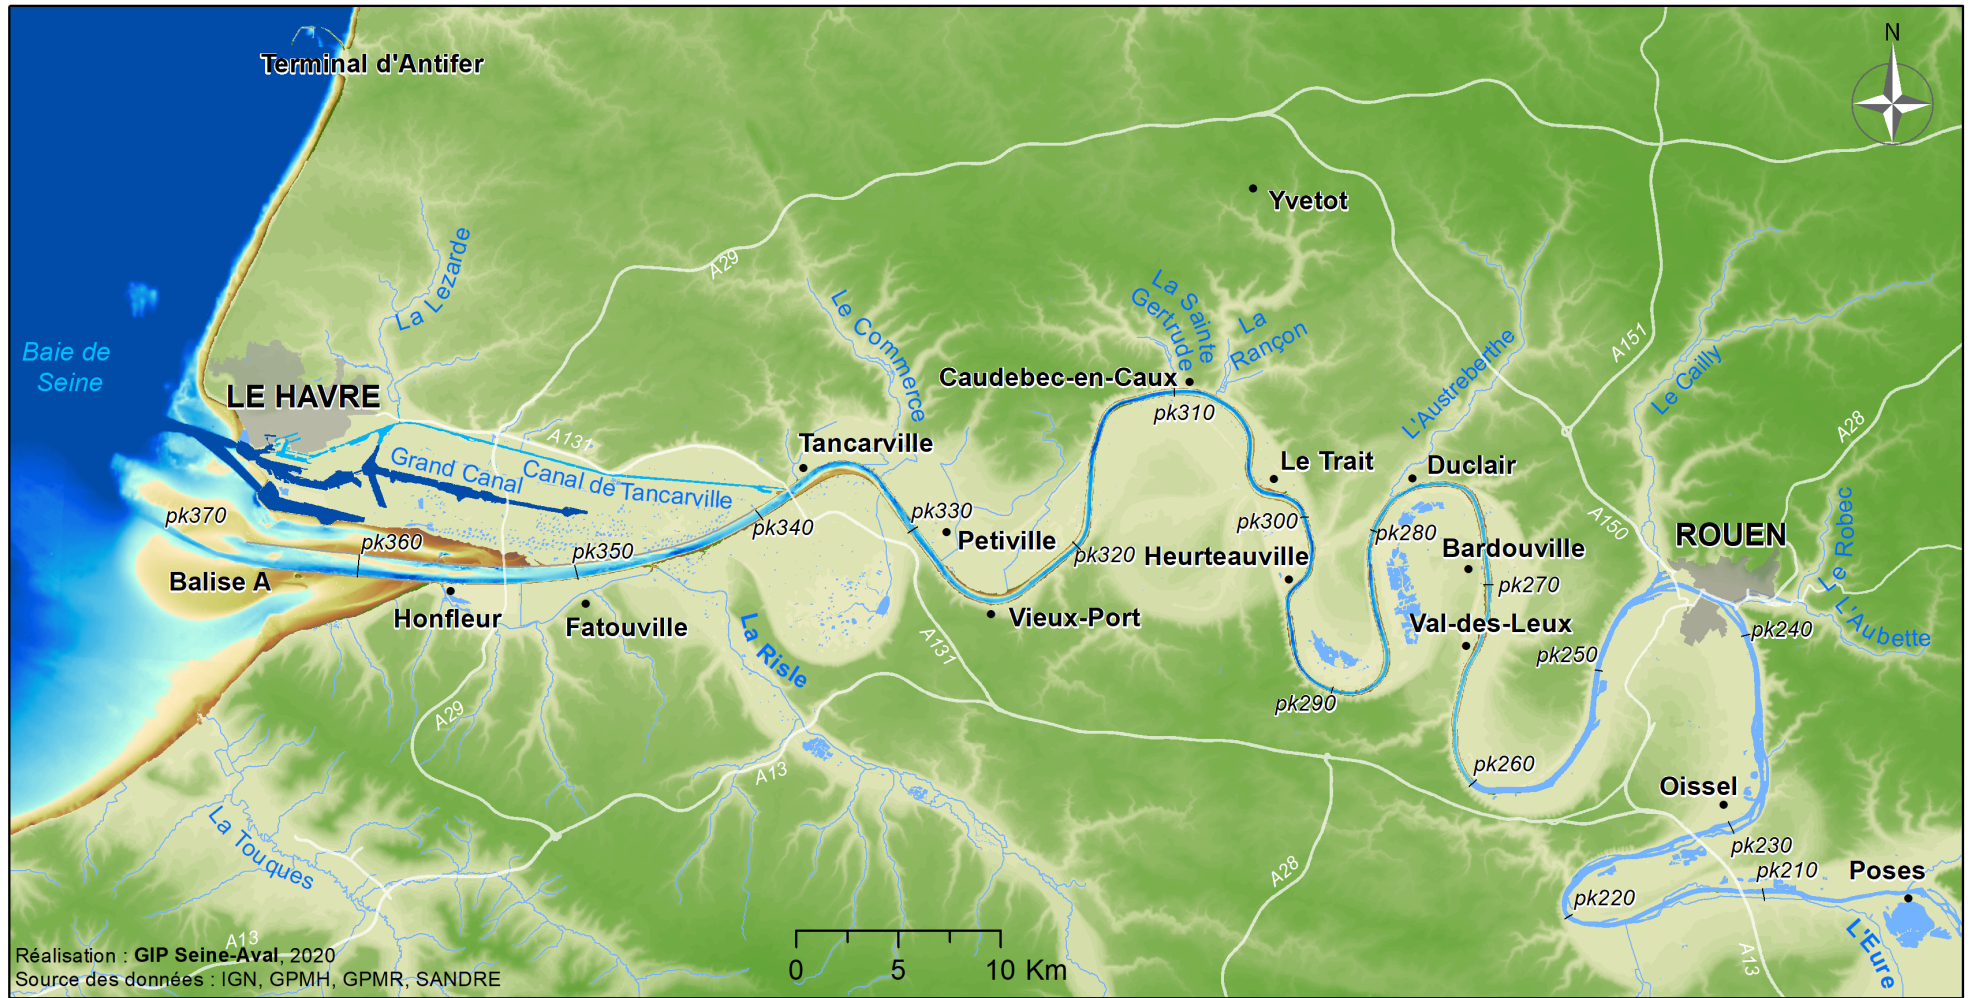 N
Terminal d'Antifer
Yvetot
A29
La Lezarde
Le Commerce
La Sainte
Gertrude
La
Rançon
L'Austreberthe
A151
Le Cailly
A28
Baie de
Seine
LE HAVRE
Caudebec-en-Caux
pk310
A131
Tancarville
Grand Canal
Canal de Tancarville
Le Trait
Duclair
pk370
pk360
pk350
pk340
pk330
Petiville
pk320
pk300
Heurteauville
pk280
Bardouville
pk270
A150
ROUEN
Le Robec
L'Aubette
Balise A
Honfleur
Fatouville
Vieux-Port
Val-des-Leux
pk240
pk250
La Risle
A131
pk290
A29
A13
pk260
Oissel
La Touques
pk230
pk210
Poses
A28
pk220
L'Eure
A13
A13
Réalisation : GIP Seine-Aval, 2020
Source des données : IGN, GPMH, GPMR, SANDRE
0 5 10 Km